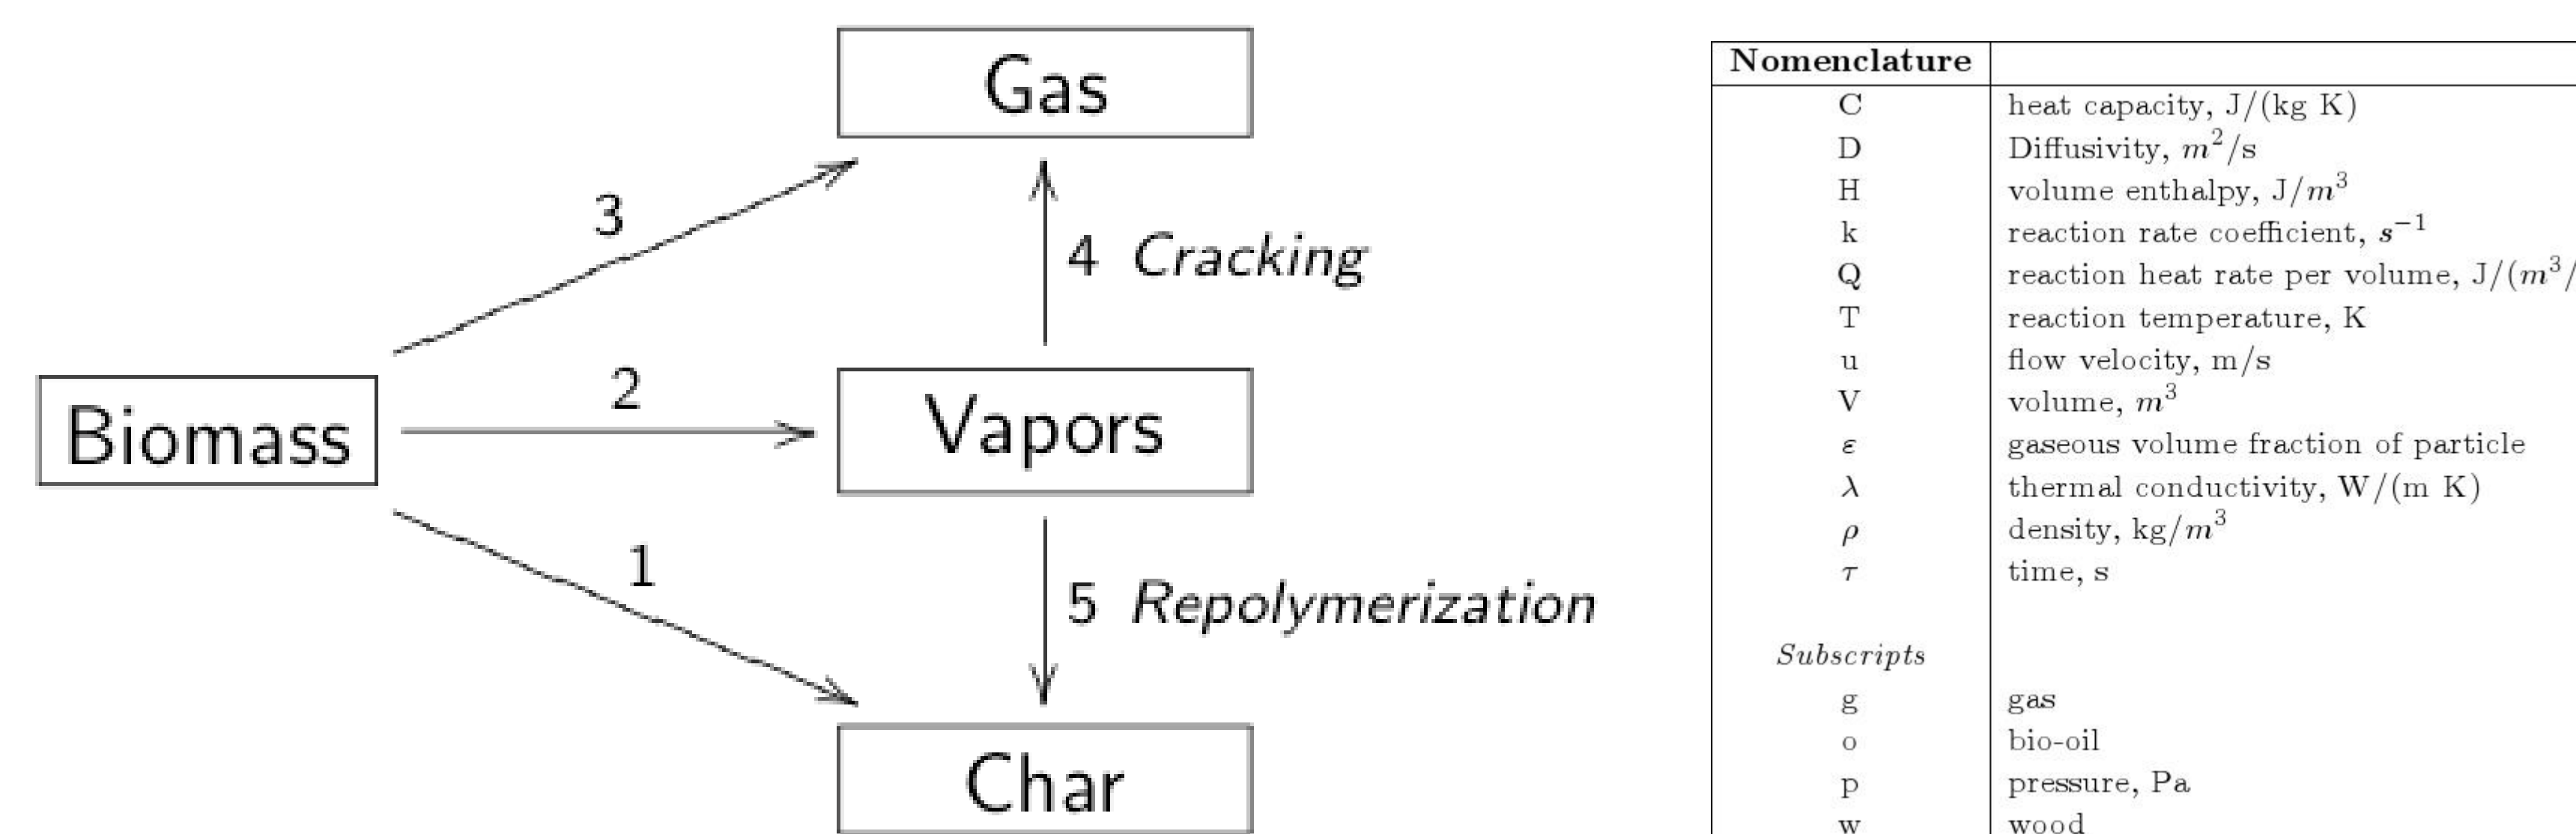 Gas
3
4 Cracking
2
Biomass
Vapors
1
5 Repolymerization
Char
Nomenclature
C heat capacity, J/(kg K)
D Diffusivity, m²/s
H volume enthalpy, J/m³
k reaction rate coefficient, s⁻¹
Q reaction heat rate per volume, J/(m³/
T reaction temperature, K
u flow velocity, m/s
V volume, m³
ε gaseous volume fraction of particle
λ thermal conductivity, W/(m K)
ρ density, kg/m³
τ time, s
Subscripts
g gas
o bio-oil
p pressure, Pa
w wood